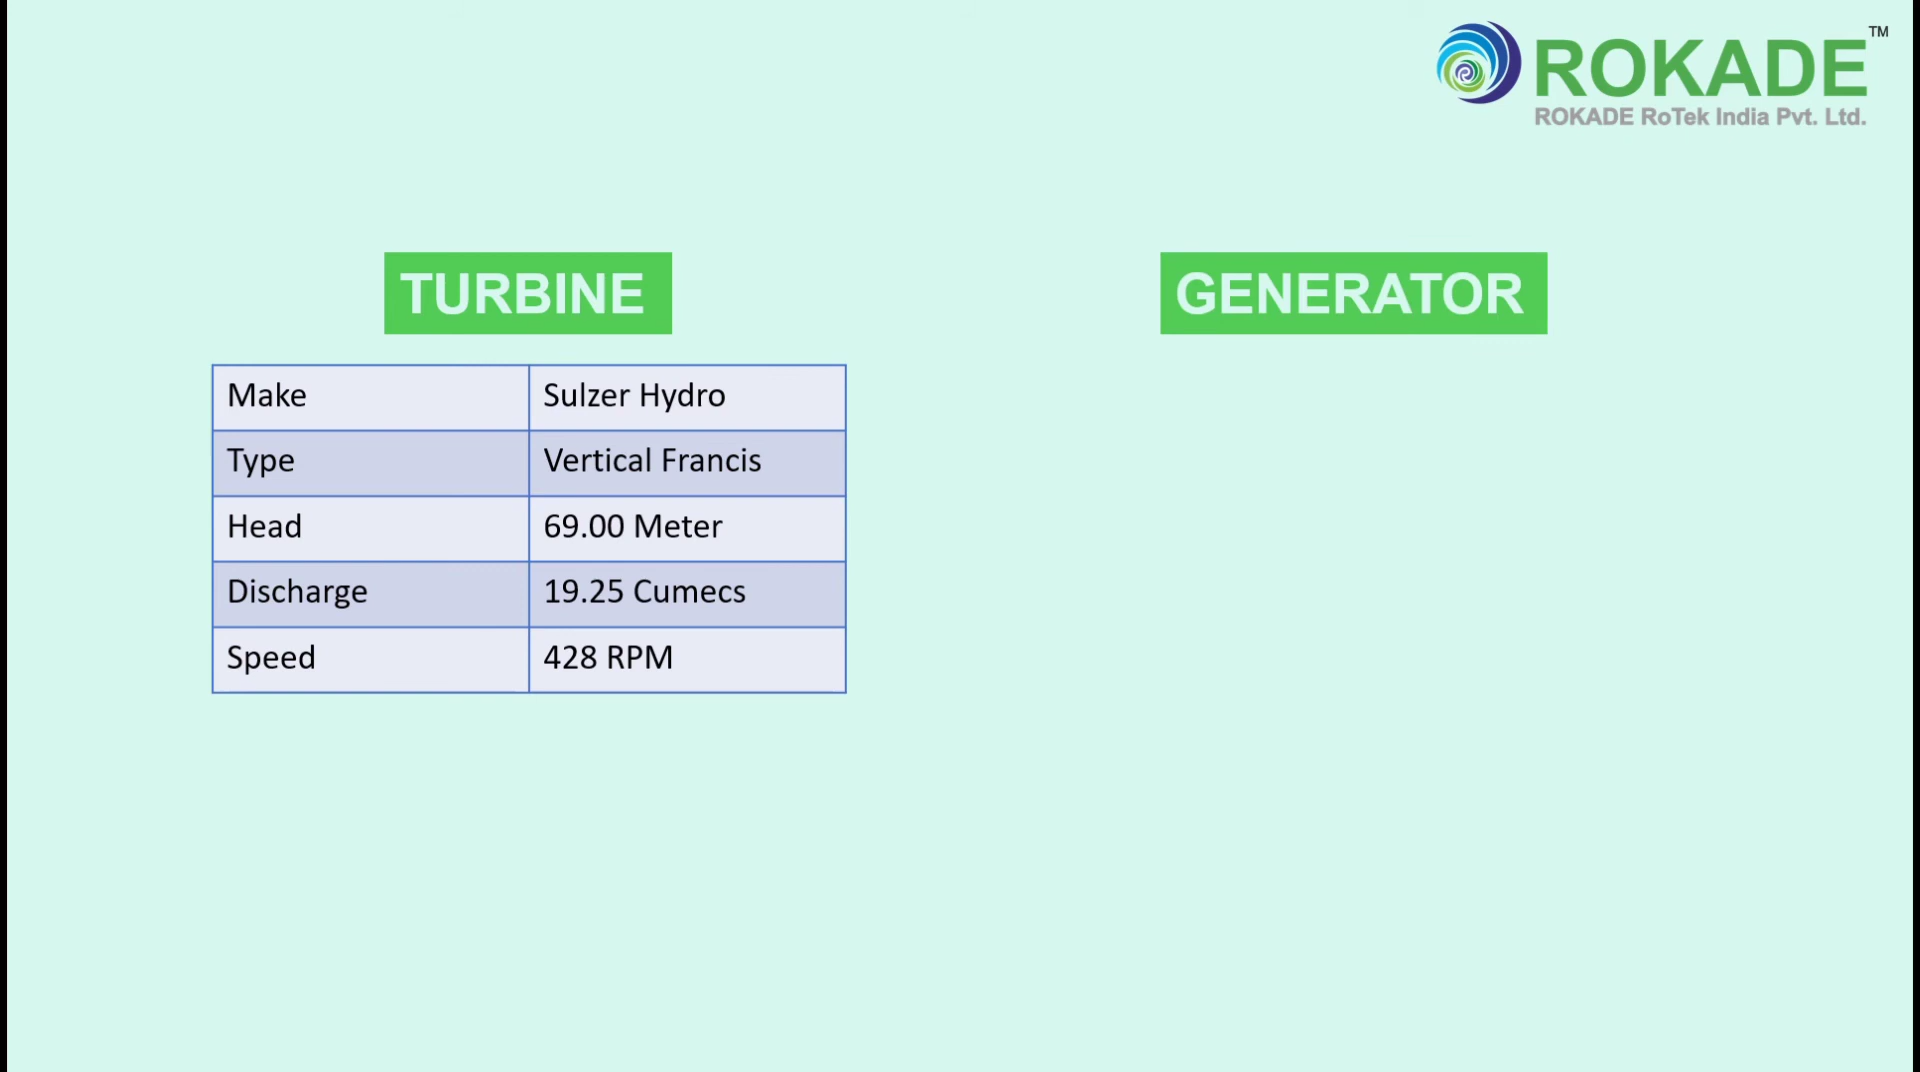 ROKADE™
ROKADE RoTek India Pvt. Ltd.
TURBINE
Make Sulzer Hydro
Type Vertical Francis
Head 69.00 Meter
Discharge 19.25 Cumecs
Speed 428 RPM
GENERATOR